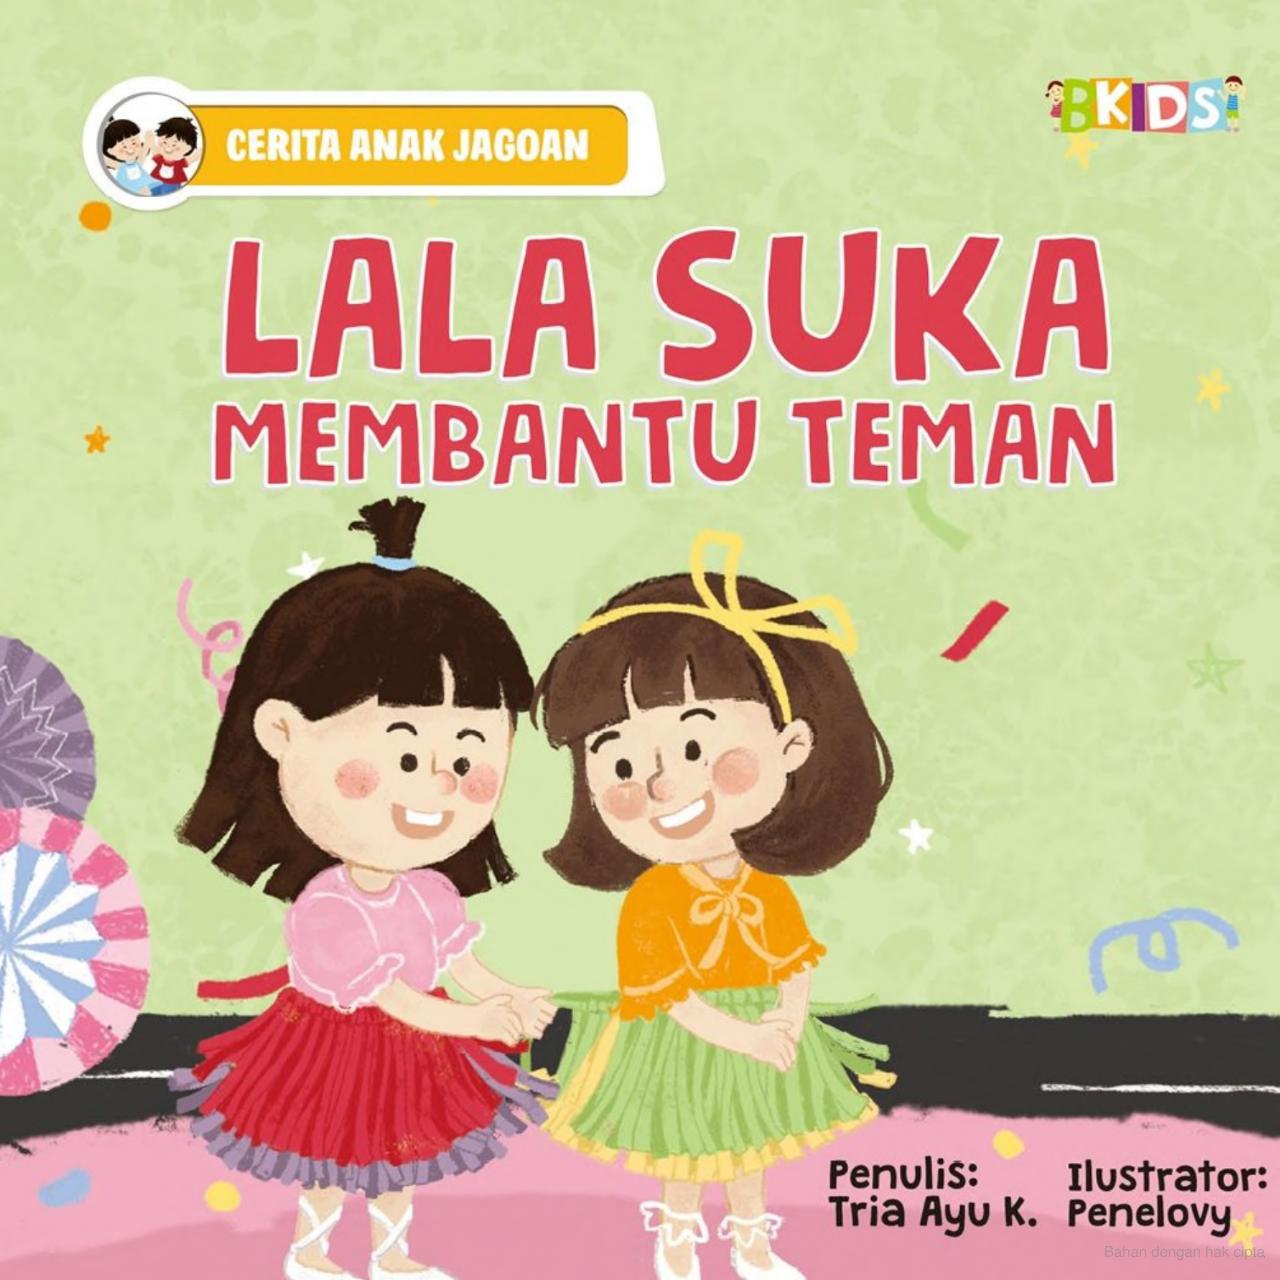 CERITA ANAK JAGOAN
BKIDS
LALA SUKA
MEMBANTU TEMAN
Penulis:
Tria Ayu K.
Ilustrator:
Penelovy
Bahan dengan hak cipta